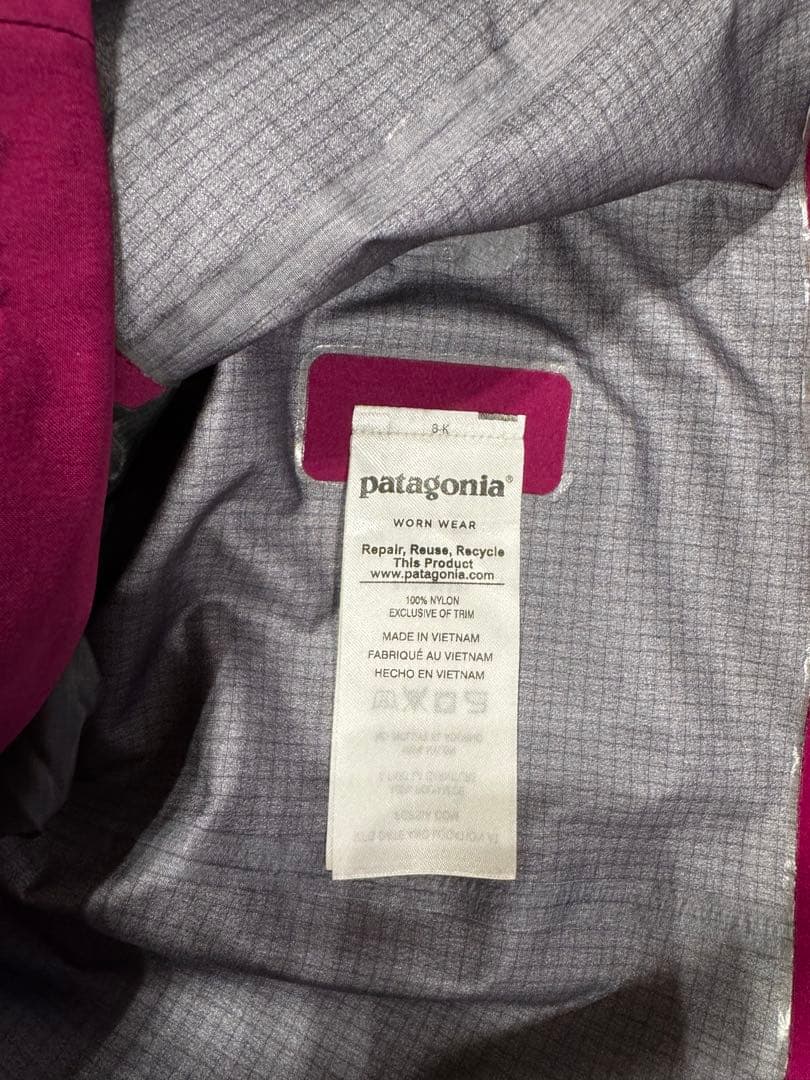 8-K
patagonia®
WORN WEAR
Repair, Reuse, Recycle
This Product
www.patagonia.com
100% NYLON
EXCLUSIVE OF TRIM
MADE IN VIETNAM
FABRIQUÉ AU VIETNAM
HECHO EN VIETNAM